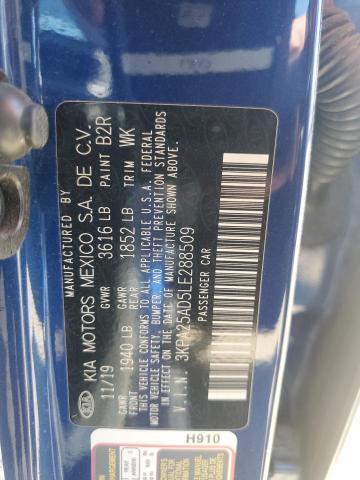 MANUFACTURED BY
KIA KIA MOTORS MEXICO S.A. DE C.V.
11/19 GVWR 3616 LB PAINT B2R
GAWR 1940 LB GAWR 1852 LB TRIM WK
THIS VEHICLE CONFORMS TO ALL APPLICABLE U.S.A. FEDERAL
MOTOR VEHICLE SAFETY, BUMPER, AND THEFT PREVENTION
STANDARDS IN EFFECT ON THE DATE OF MANUFACTURE SHOWN ABOVE.
V.I.N. 3KPA25AD5LE288509
PASSENGER CAR
H910